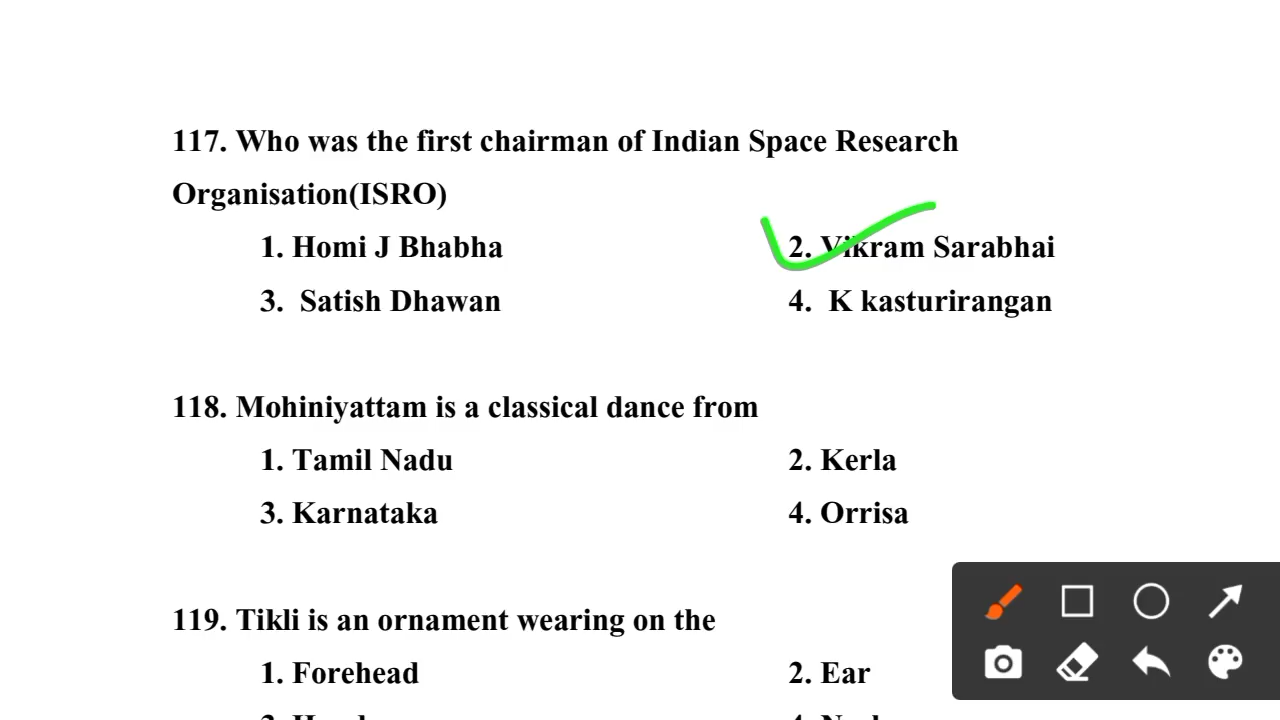 117. Who was the first chairman of Indian Space Research
Organisation(ISRO)
1. Homi J Bhabha 2. Vikram Sarabhai
3. Satish Dhawan 4. K kasturirangan
118. Mohiniyattam is a classical dance from
1. Tamil Nadu 2. Kerla
3. Karnataka 4. Orrisa
119. Tikli is an ornament wearing on the
1. Forehead 2. Ear